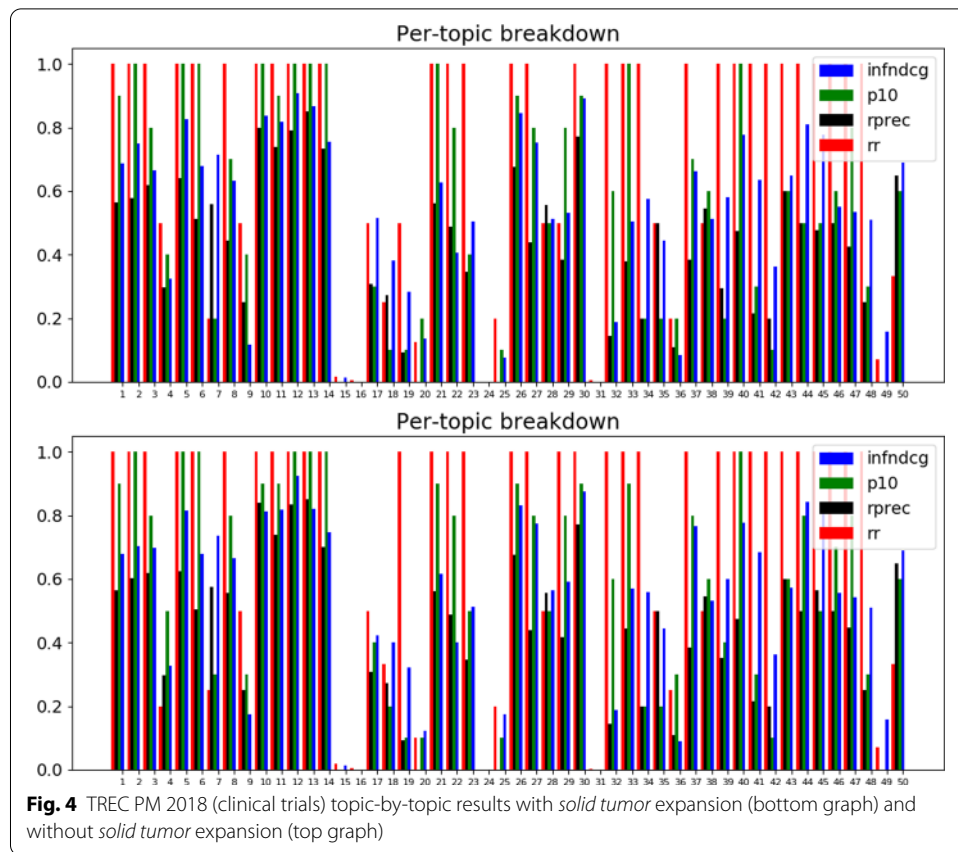 Per-topic breakdown
1.0
0.8
0.6
0.4
0.2
0.0
infndcg
p10
rprec
rr
1 2 3 4 5 6 7 8 9 10 11 12 13 14 15 16 17 18 19 20 21 22 23 24 25 26 27 28 29 30 31 32 33 34 35 36 37 38 39 40 41 42 43 44 45 46 47 48 49 50
Per-topic breakdown
1.0
0.8
0.6
0.4
0.2
0.0
infndcg
p10
rprec
rr
1 2 3 4 5 6 7 8 9 10 11 12 13 14 15 16 17 18 19 20 21 22 23 24 25 26 27 28 29 30 31 32 33 34 35 36 37 38 39 40 41 42 43 44 45 46 47 48 49 50
Fig. 4 TREC PM 2018 (clinical trials) topic-by-topic results with solid tumor expansion (bottom graph) and
without solid tumor expansion (top graph)